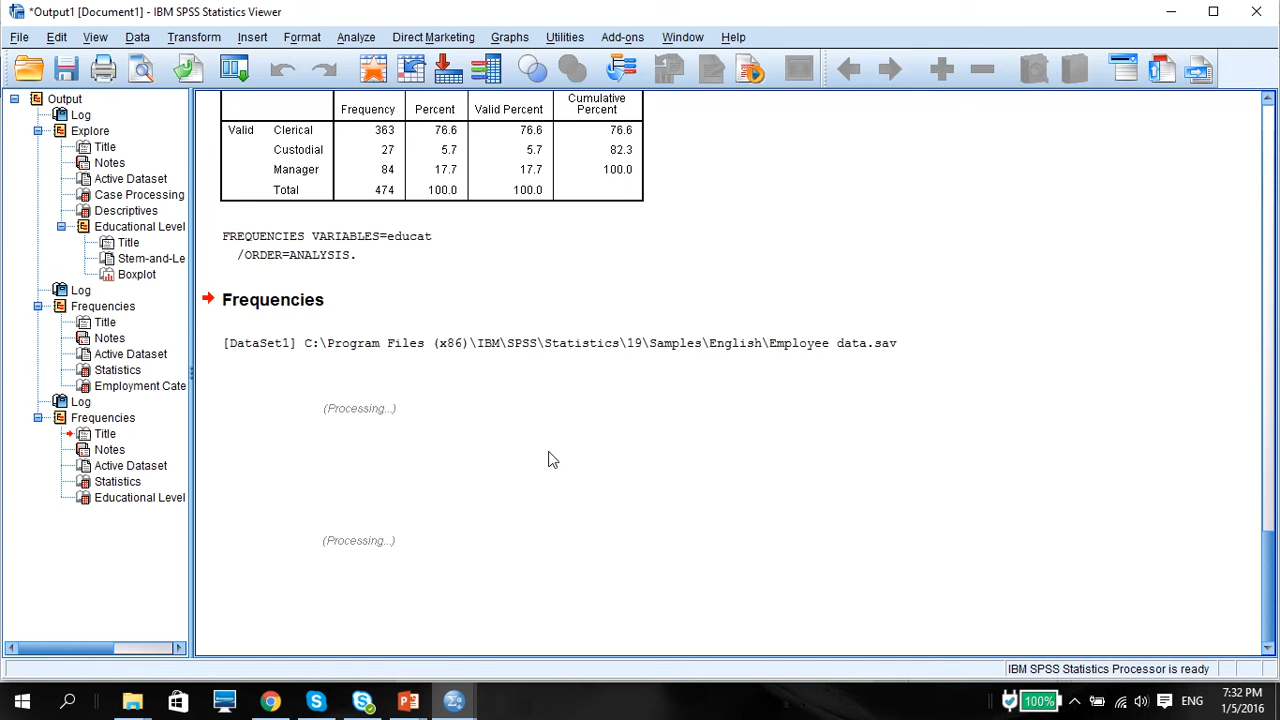 *Output1 [Document1] - IBM SPSS Statistics Viewer
File Edit View Data Transform Insert Format Analyze Direct Marketing Graphs Utilities Add-ons Window Help
Output
Log
Explore
Title
Notes
Active Dataset
Case Processing
Descriptives
Educational Level
Title
Stem-and-Le
Boxplot
Log
Frequencies
Title
Notes
Active Dataset
Statistics
Employment Cate
Log
Frequencies
Title
Notes
Active Dataset
Statistics
Educational Level
Frequency Percent Valid Percent Cumulative Percent
Valid Clerical 363 76.6 76.6 76.6
Custodial 27 5.7 5.7 82.3
Manager 84 17.7 17.7 100.0
Total 474 100.0 100.0
FREQUENCIES VARIABLES=educat
/ORDER=ANALYSIS.
Frequencies
[DataSet1] C:\Program Files (x86)\IBM\SPSS\Statistics\19\Samples\English\Employee data.sav
(Processing...)
(Processing...)
IBM SPSS Statistics Processor is ready
100% ENG 7:32 PM
1/5/2016